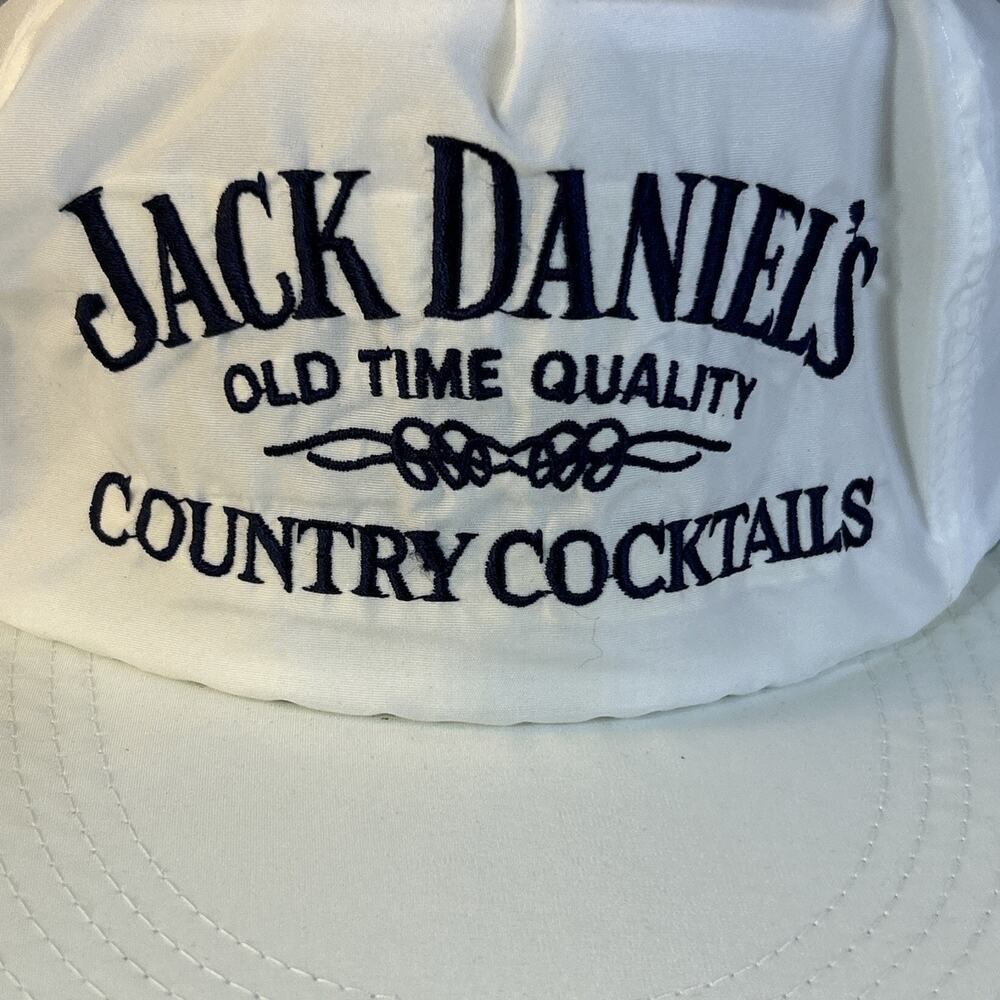 JACK DANIEL'S
OLD TIME QUALITY
COUNTRY COCKTAILS